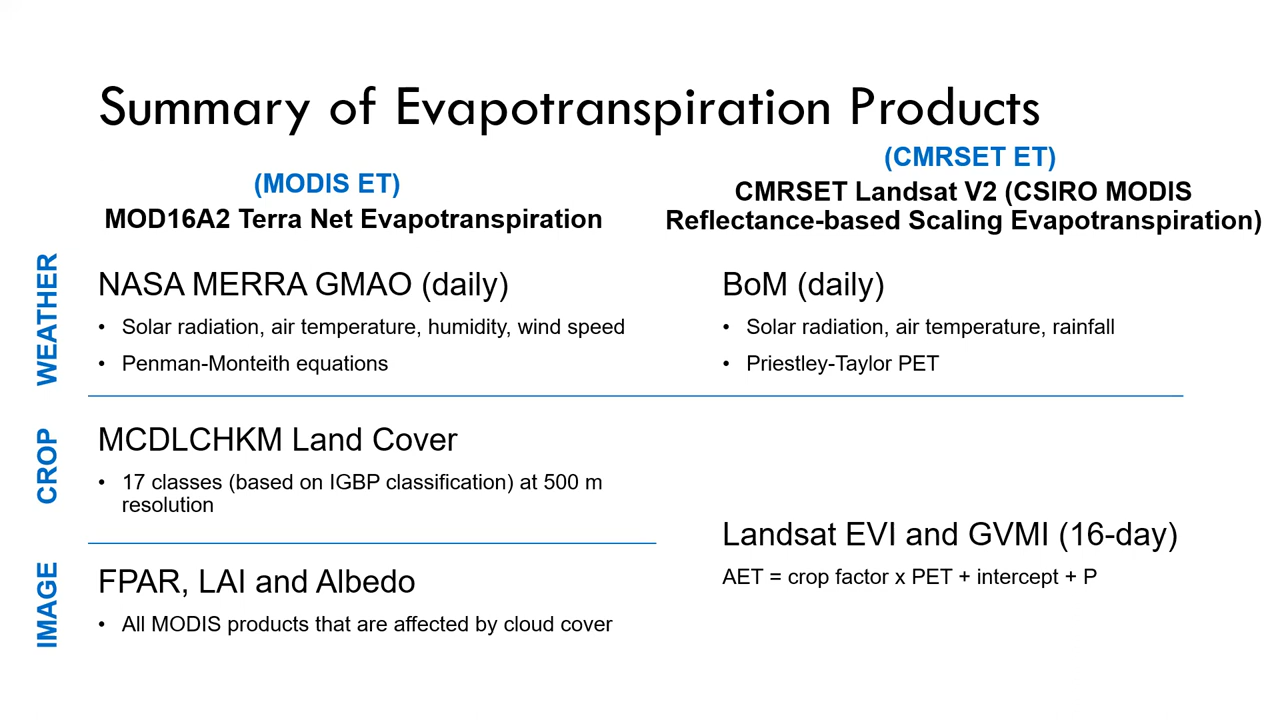 Summary of Evapotranspiration Products
(MODIS ET)
MOD16A2 Terra Net Evapotranspiration
(CMRSET ET)
CMRSET Landsat V2 (CSIRO MODIS
Reflectance-based Scaling Evapotranspiration)
WEATHER
NASA MERRA GMAO (daily)
• Solar radiation, air temperature, humidity, wind speed
• Penman-Monteith equations
BoM (daily)
• Solar radiation, air temperature, rainfall
• Priestley-Taylor PET
CROP
MCDLCHKM Land Cover
• 17 classes (based on IGBP classification) at 500 m
resolution
IMAGE
FPAR, LAI and Albedo
• All MODIS products that are affected by cloud cover
Landsat EVI and GVMI (16-day)
AET = crop factor x PET + intercept + P